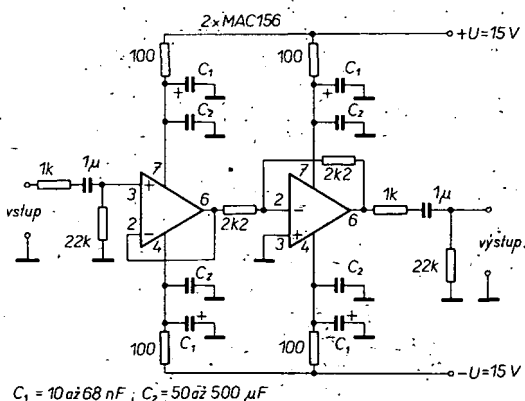 2×MAC156
+U=15V
100
100
C₁
+
C₁
+
C₂
C₂
7
7
2k2
1k
1μ
3
+
6
2
−
6
1k
1μ
vstup
2
−
4
2k2
3
+
4
výstup
22k
22k
C₂
C₂
+
+
100
C₁
100
C₁
−U=15V
C₁ = 10 až 68 nF ; C₂ = 50 až 500 μF